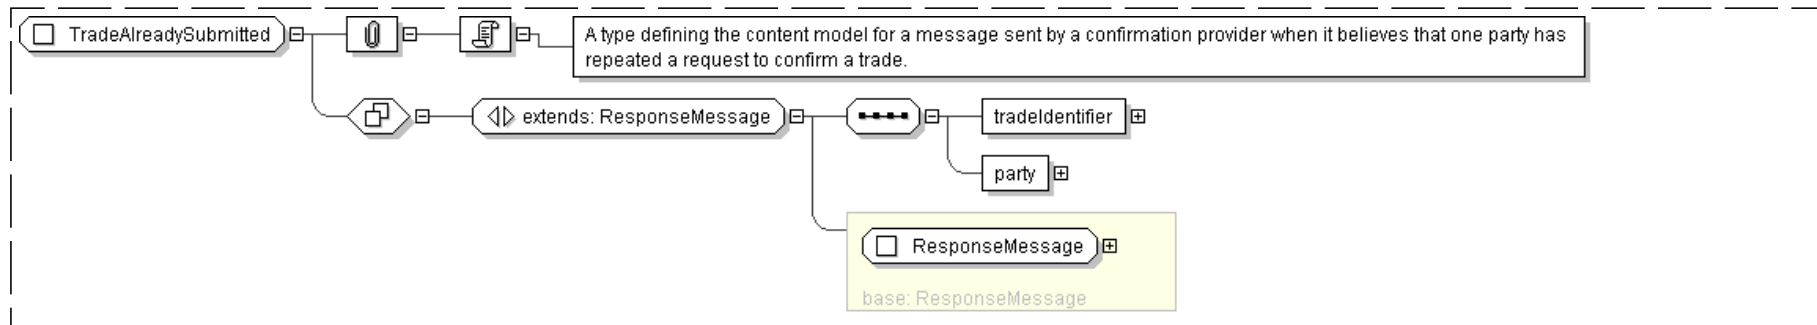 TradeAlreadySubmitted
A type defining the content model for a message sent by a confirmation provider when it believes that one party has
repeated a request to confirm a trade.
extends: ResponseMessage
tradeIdentifier
party
ResponseMessage
base: ResponseMessage